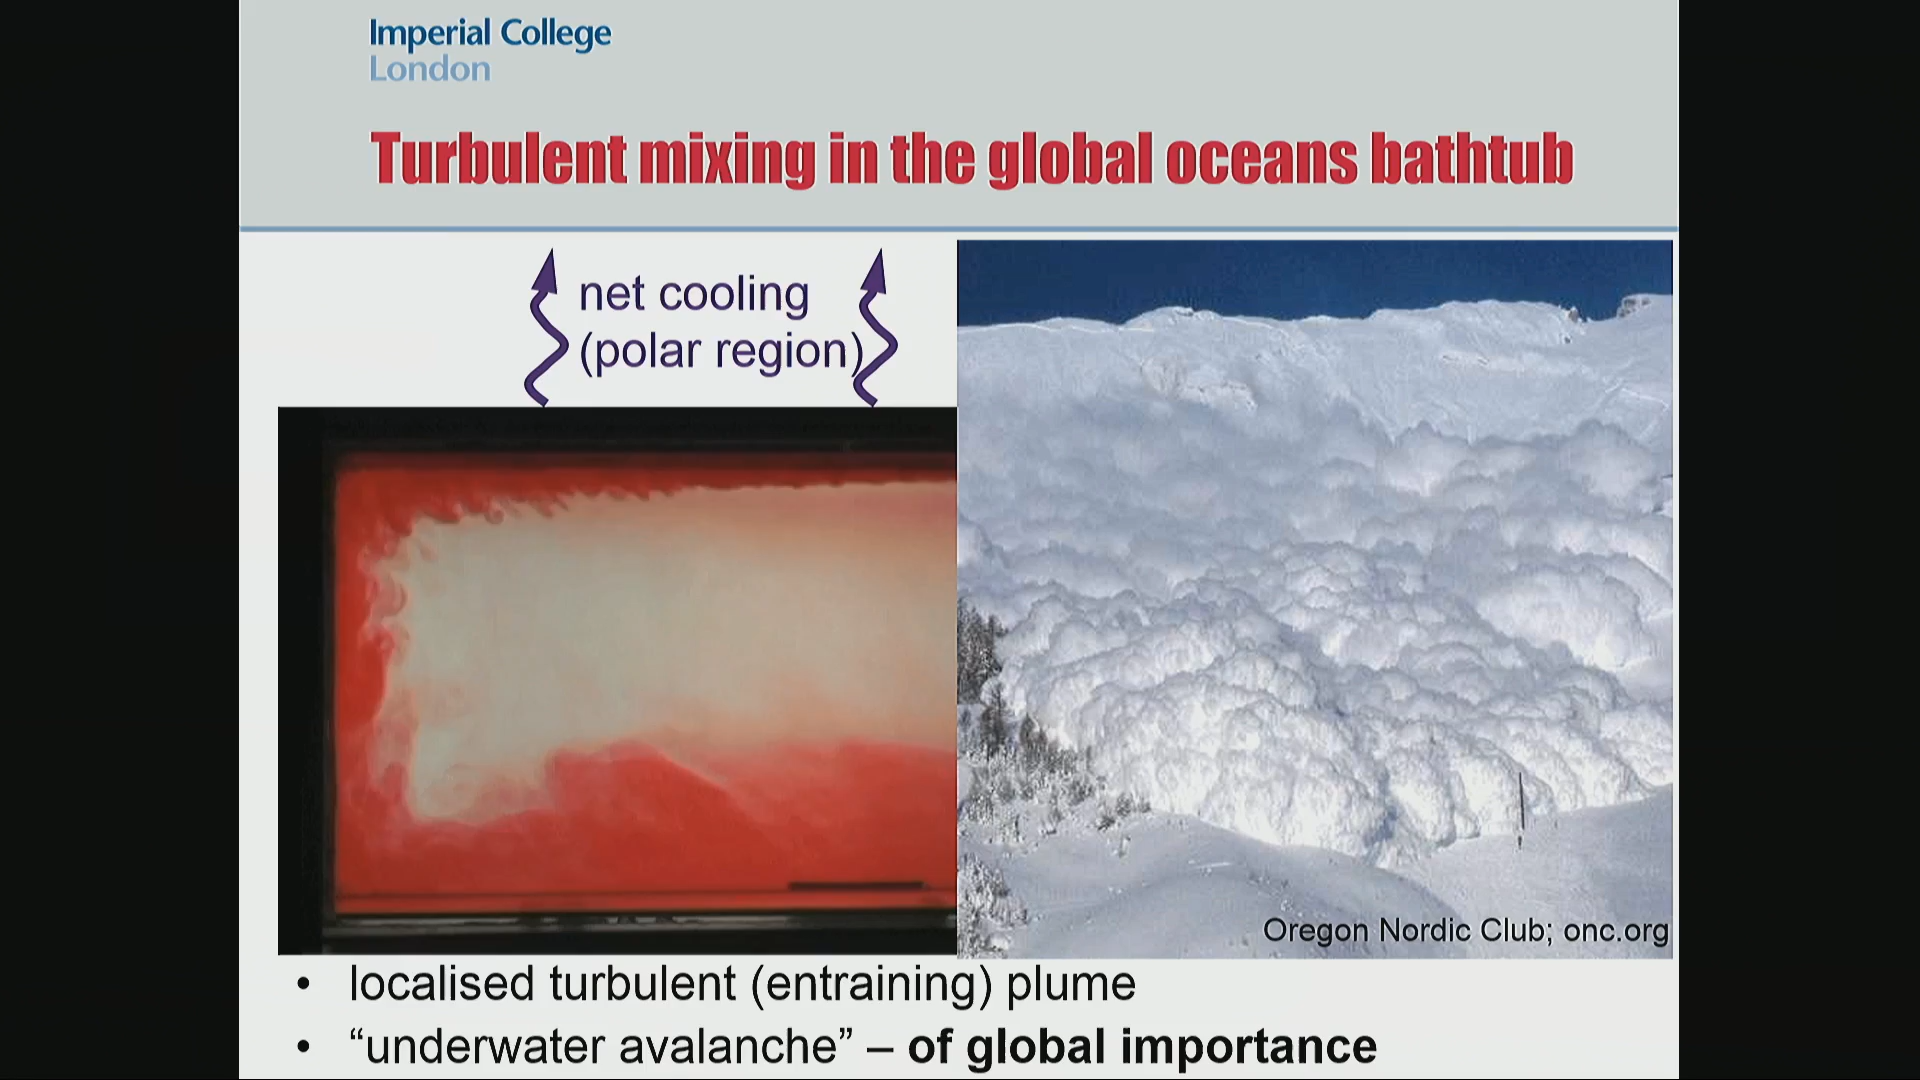 Imperial College
London
Turbulent mixing in the global oceans bathtub
net cooling
(polar region)
Oregon Nordic Club; onc.org
• localised turbulent (entraining) plume
• “underwater avalanche” – of global importance